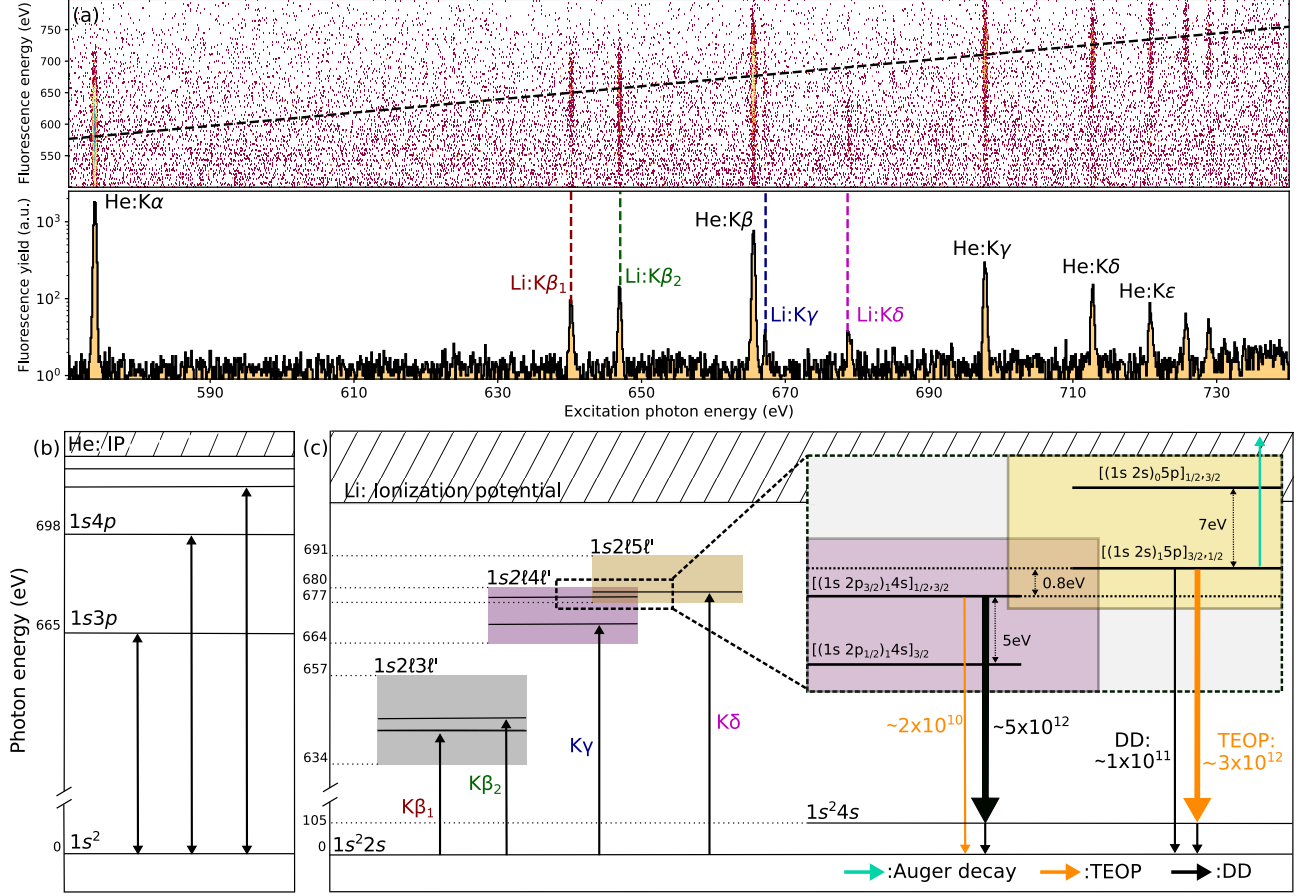 (a)
Fluorescence energy (eV)
750
700
650
600
550
Fluorescence yield (a.u.)
10³
10²
10⁰
He:Kα
Li:Kβ₁
Li:Kβ₂
He:Kβ
Li:Kγ
Li:Kδ
He:Kγ
He:Kδ
He:Kε
590
610
630
650
670
690
710
730
Excitation photon energy (eV)
(b)
He: IP
Photon energy (eV)
698
1s4p
665
1s3p
0
1s²
(c)
Li: Ionization potential
691
680
677
664
657
634
105
0
1s2ℓ5ℓ'
1s2ℓ4ℓ'
1s2ℓ3ℓ'
Kβ₁
Kβ₂
Kγ
Kδ
1s²2s
[(1s 2s)₀5p]₁/₂,₃/₂
7eV
[(1s 2s)₁5p]₃/₂,₁/₂
0.8eV
[(1s 2p₃/₂)₁4s]₁/₂,₃/₂
5eV
[(1s 2p₁/₂)₁4s]₃/₂
~2x10¹⁰
~5x10¹²
DD:
~1x10¹¹
TEOP:
~3x10¹²
1s²4s
:Auger decay
:TEOP
:DD